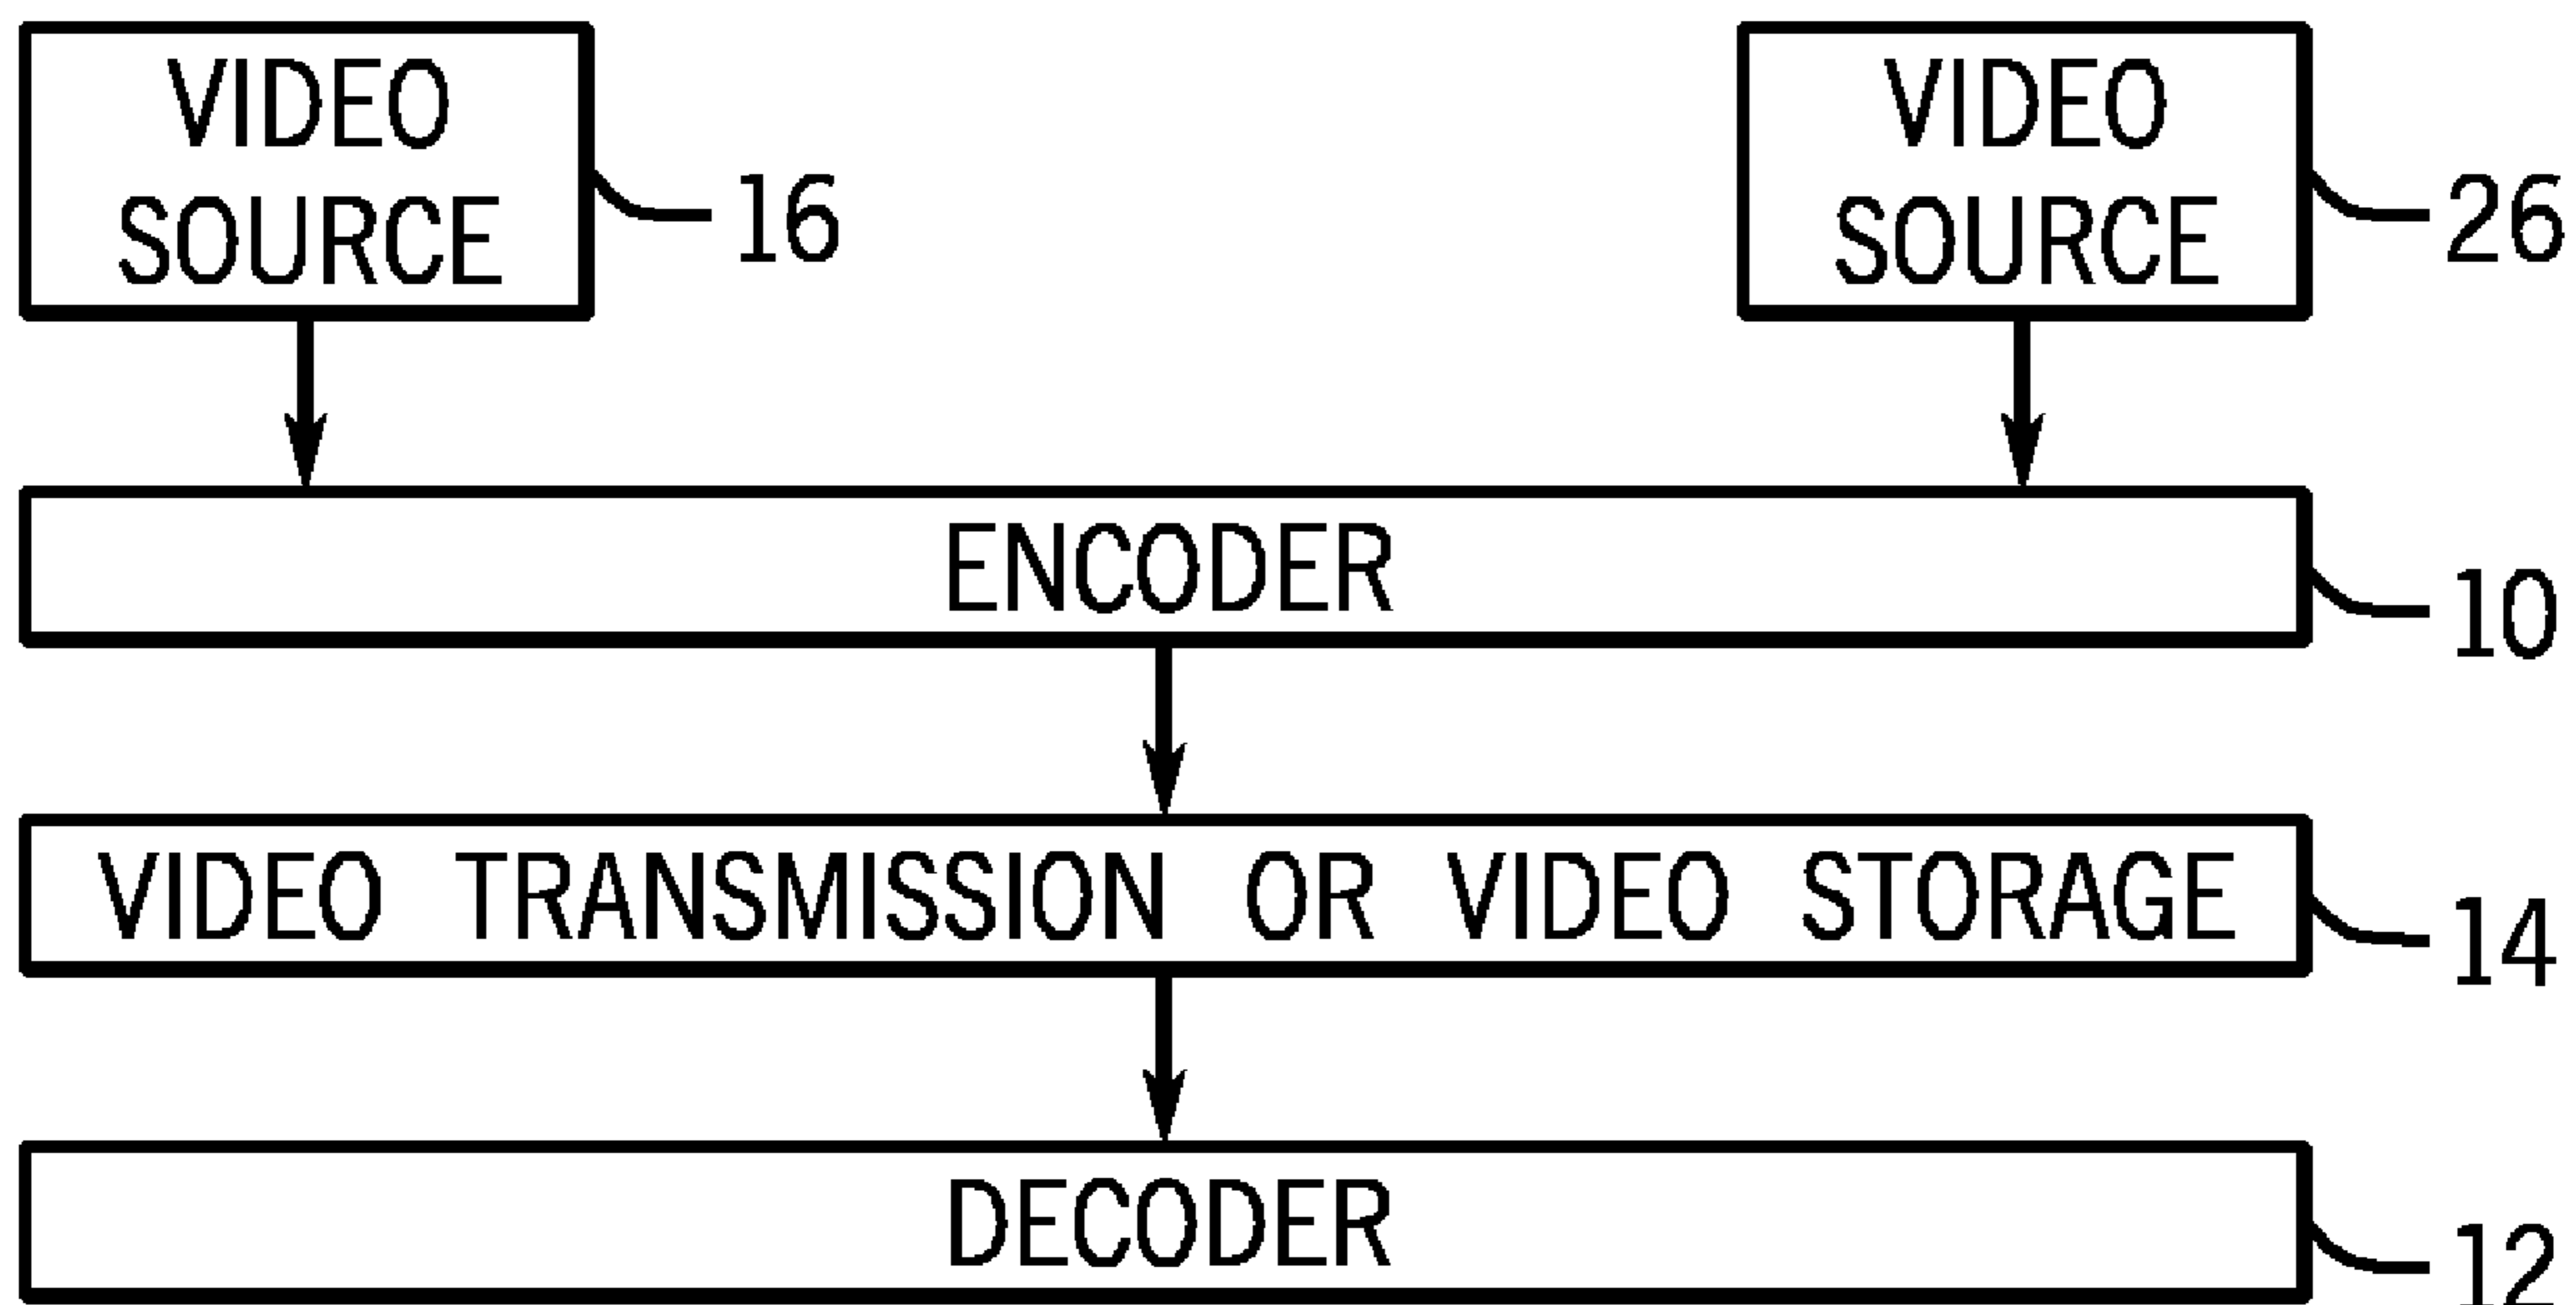 VIDEO
SOURCE
16
VIDEO
SOURCE
26
ENCODER
10
VIDEO TRANSMISSION OR VIDEO STORAGE
14
DECODER
12